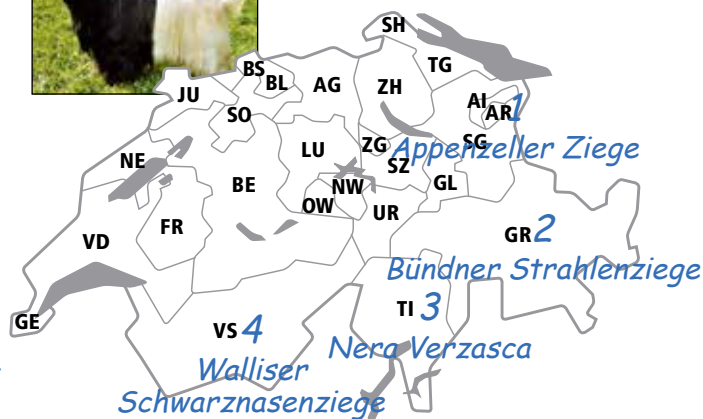 SH
BS
BL
AG
ZH
TG
JU
SO
AI
AR 1
LU
ZG
SG
Appenzeller Ziege
NE
SZ
BE
NW
GL
OW
UR
FR
VD
GR 2
Bündner Strahlenziege
GE
TI 3
VS 4
Nera Verzasca
Walliser
Schwarznasenziege